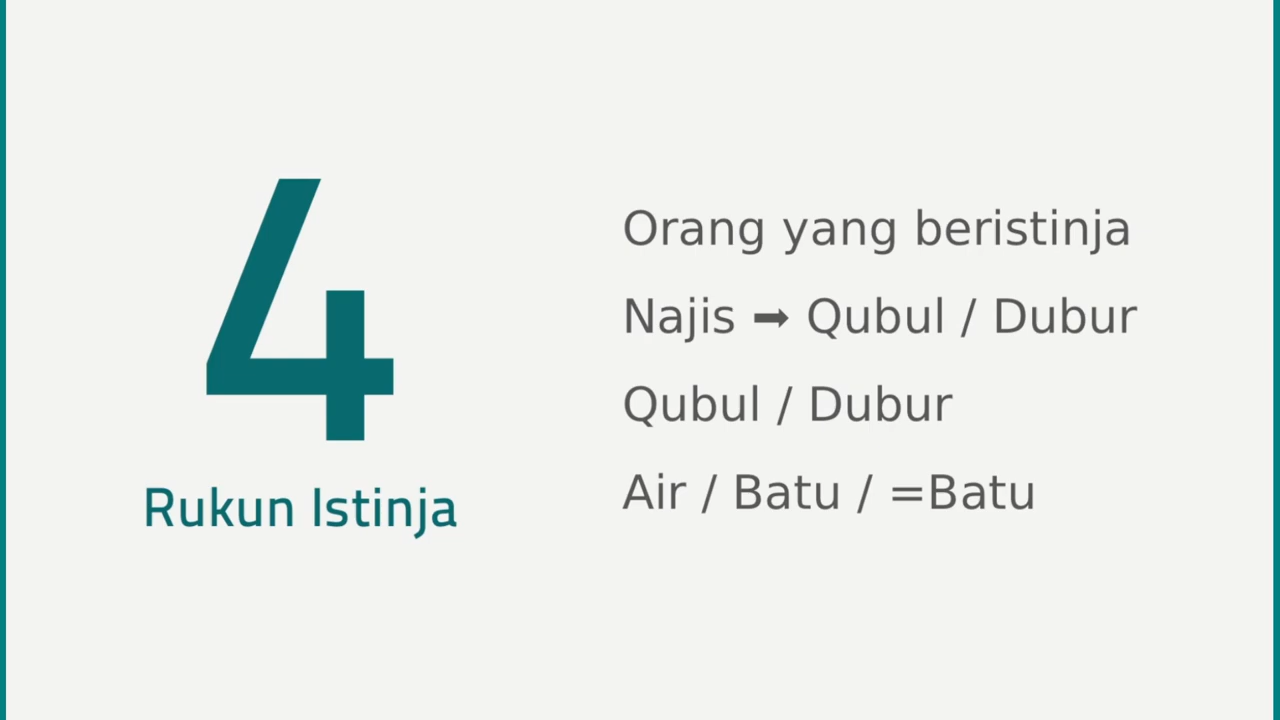 4
Rukun Istinja
Orang yang beristinja
Najis ➡ Qubul / Dubur
Qubul / Dubur
Air / Batu / =Batu